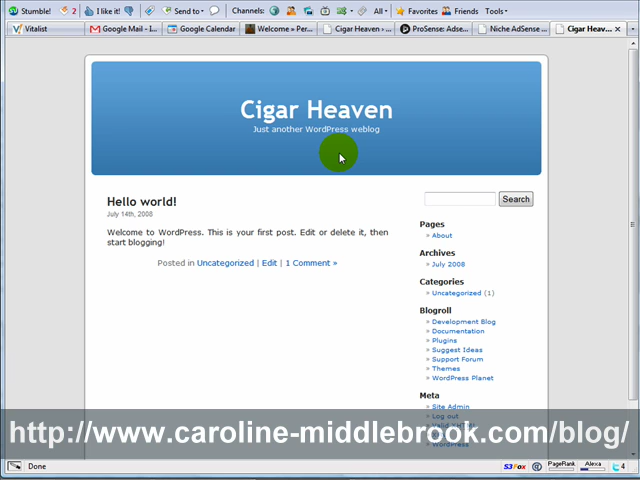 Stumble! 2 I like it! Send to Channels: All Favorites Friends Tools
Vitalist Google Mail - I... Google Calendar Welcome » Per... Cigar Heaven › ... ProSense: Adse... Niche AdSense Cigar Heav...
Cigar Heaven
Just another WordPress weblog
Hello world!
July 14th, 2008
Welcome to WordPress. This is your first post. Edit or delete it, then
start blogging!
Posted in Uncategorized | Edit | 1 Comment »
Search
Pages
» About
Archives
» July 2008
Categories
» Uncategorized (1)
Blogroll
» Development Blog
» Documentation
» Plugins
» Suggest Ideas
» Support Forum
» Themes
» WordPress Planet
Meta
» Site Admin
» Log out
» Valid XHTML
» WordPress
http://www.caroline-middlebrook.com/blog/
Done S3Fox PageRank Alexa 4